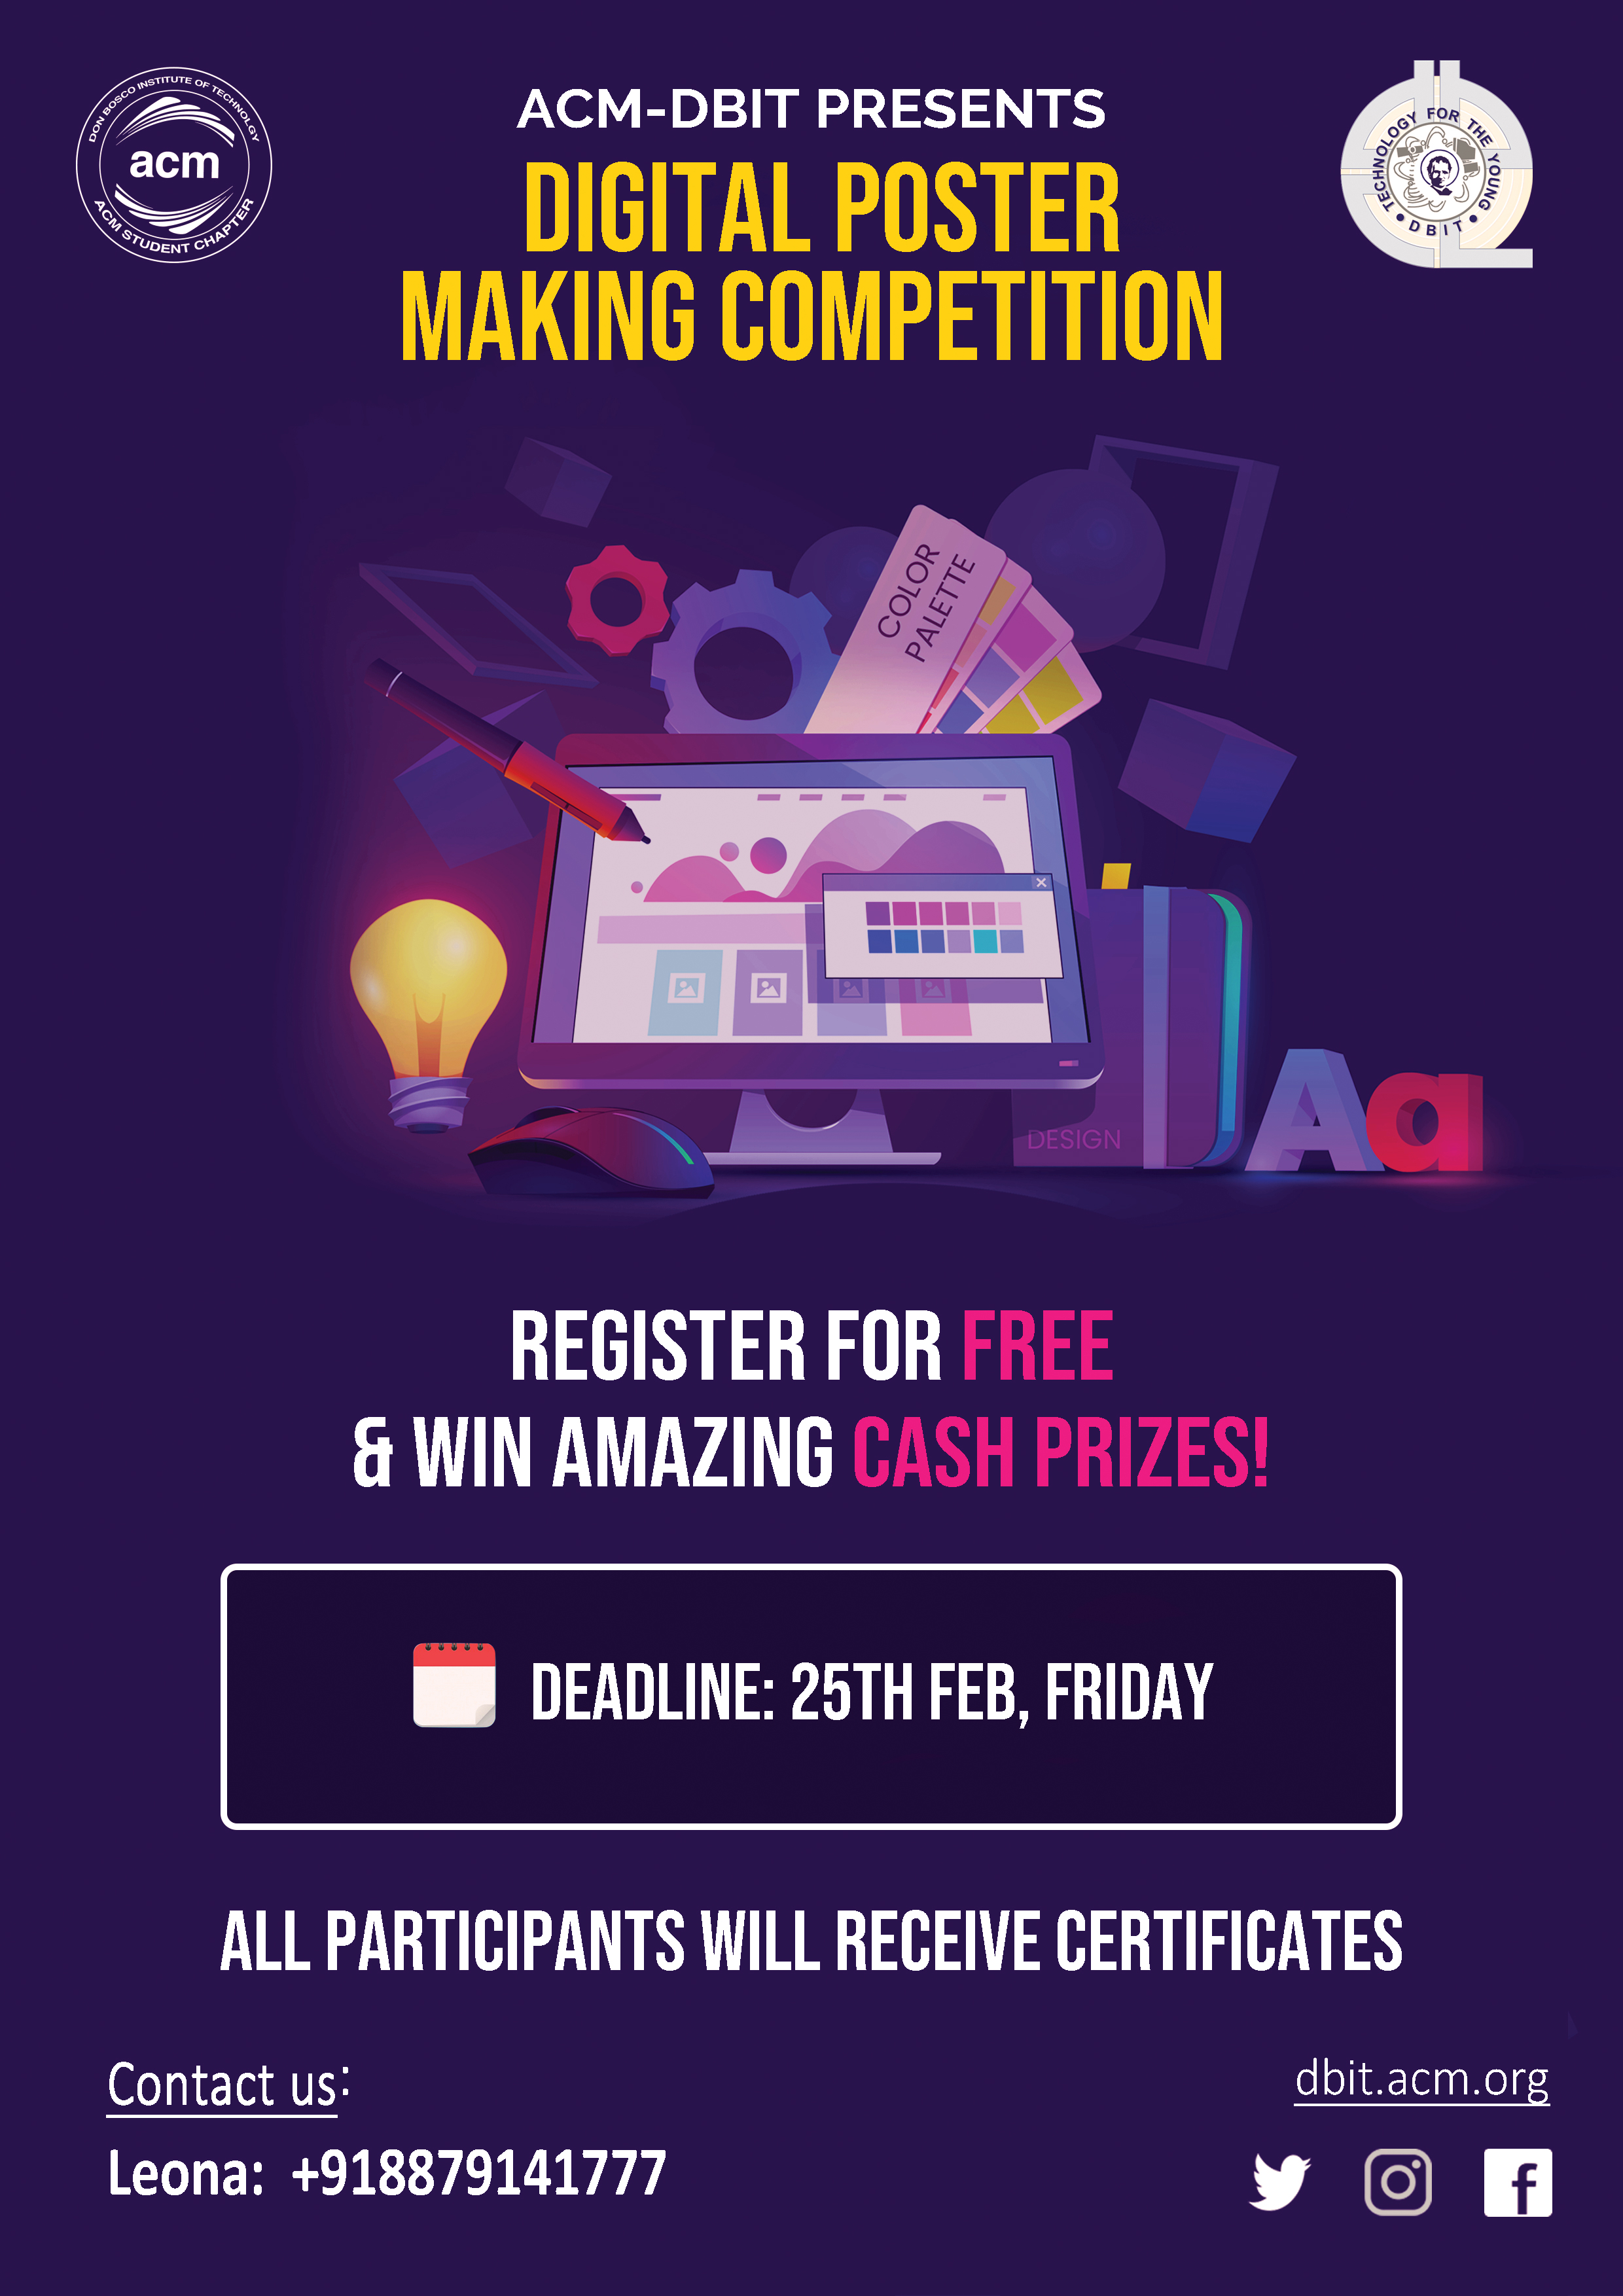 DON BOSCO INSTITUTE OF TECHNOLGY
acm
ACM STUDENT CHAPTER
ACM-DBIT PRESENTS
DIGITAL POSTER
MAKING COMPETITION
TECHNOLOGY FOR THE YOUNG
• DBIT •
COLOR
PALETTE
DESIGN
Aa
REGISTER FOR FREE
& WIN AMAZING CASH PRIZES!
DEADLINE: 25TH FEB, FRIDAY
ALL PARTICIPANTS WILL RECEIVE CERTIFICATES
Contact us:
Leona: +918879141777
dbit.acm.org